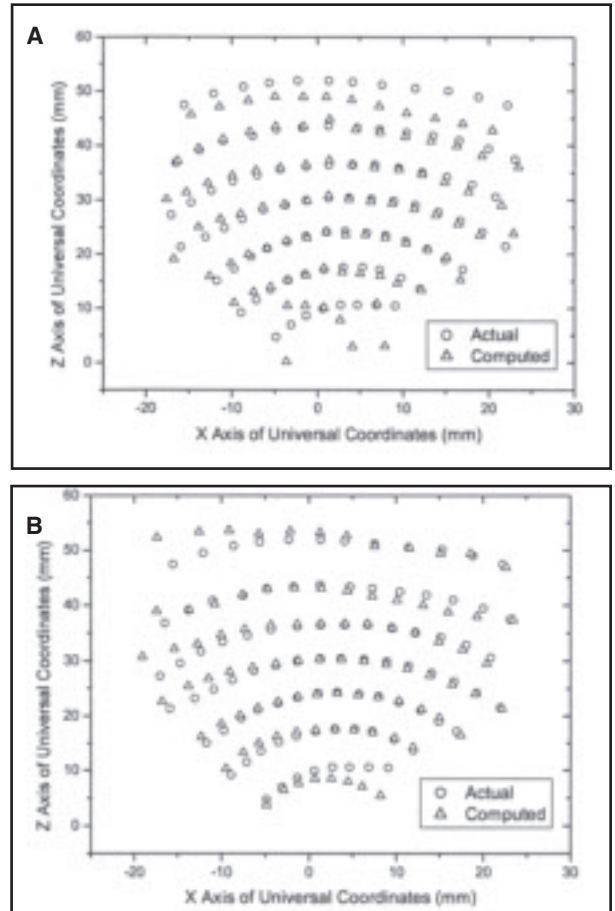 A
60
50
40
30
20
10
0
-20 -10 0 10 20 30
Z Axis of Universal Coordinates (mm)
X Axis of Universal Coordinates (mm)
Actual
Computed
B
60
50
40
30
20
10
0
-20 -10 0 10 20 30
Z Axis of Universal Coordinates (mm)
X Axis of Universal Coordinates (mm)
Actual
Computed